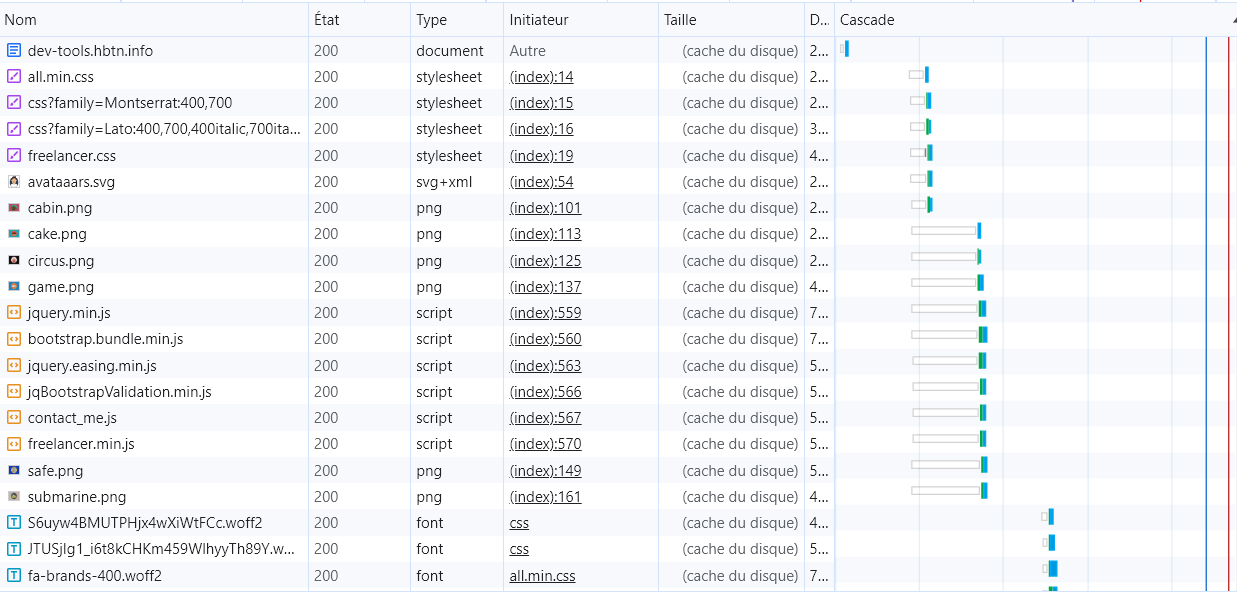 Nom État Type Initiateur Taille D... Cascade
dev-tools.hbtn.info 200 document Autre (cache du disque) 2...
all.min.css 200 stylesheet (index):14 (cache du disque) 2...
css?family=Montserrat:400,700 200 stylesheet (index):15 (cache du disque) 2...
css?family=Lato:400,700,400italic,700ita... 200 stylesheet (index):16 (cache du disque) 3...
freelancer.css 200 stylesheet (index):19 (cache du disque) 4...
avataaars.svg 200 svg+xml (index):54 (cache du disque) 2...
cabin.png 200 png (index):101 (cache du disque) 2...
cake.png 200 png (index):113 (cache du disque) 2...
circus.png 200 png (index):125 (cache du disque) 2...
game.png 200 png (index):137 (cache du disque) 4...
jquery.min.js 200 script (index):559 (cache du disque) 7...
bootstrap.bundle.min.js 200 script (index):560 (cache du disque) 7...
jquery.easing.min.js 200 script (index):563 (cache du disque) 5...
jqBootstrapValidation.min.js 200 script (index):566 (cache du disque) 5...
contact_me.js 200 script (index):567 (cache du disque) 5...
freelancer.min.js 200 script (index):570 (cache du disque) 5...
safe.png 200 png (index):149 (cache du disque) 5...
submarine.png 200 png (index):161 (cache du disque) 4...
S6uyw4BMUTPHjx4wXiWtFCc.woff2 200 font css (cache du disque) 4...
JTUSjIg1_i6t8kCHKm459WlhyyTh89Y.w... 200 font css (cache du disque) 5...
fa-brands-400.woff2 200 font all.min.css (cache du disque) 7...